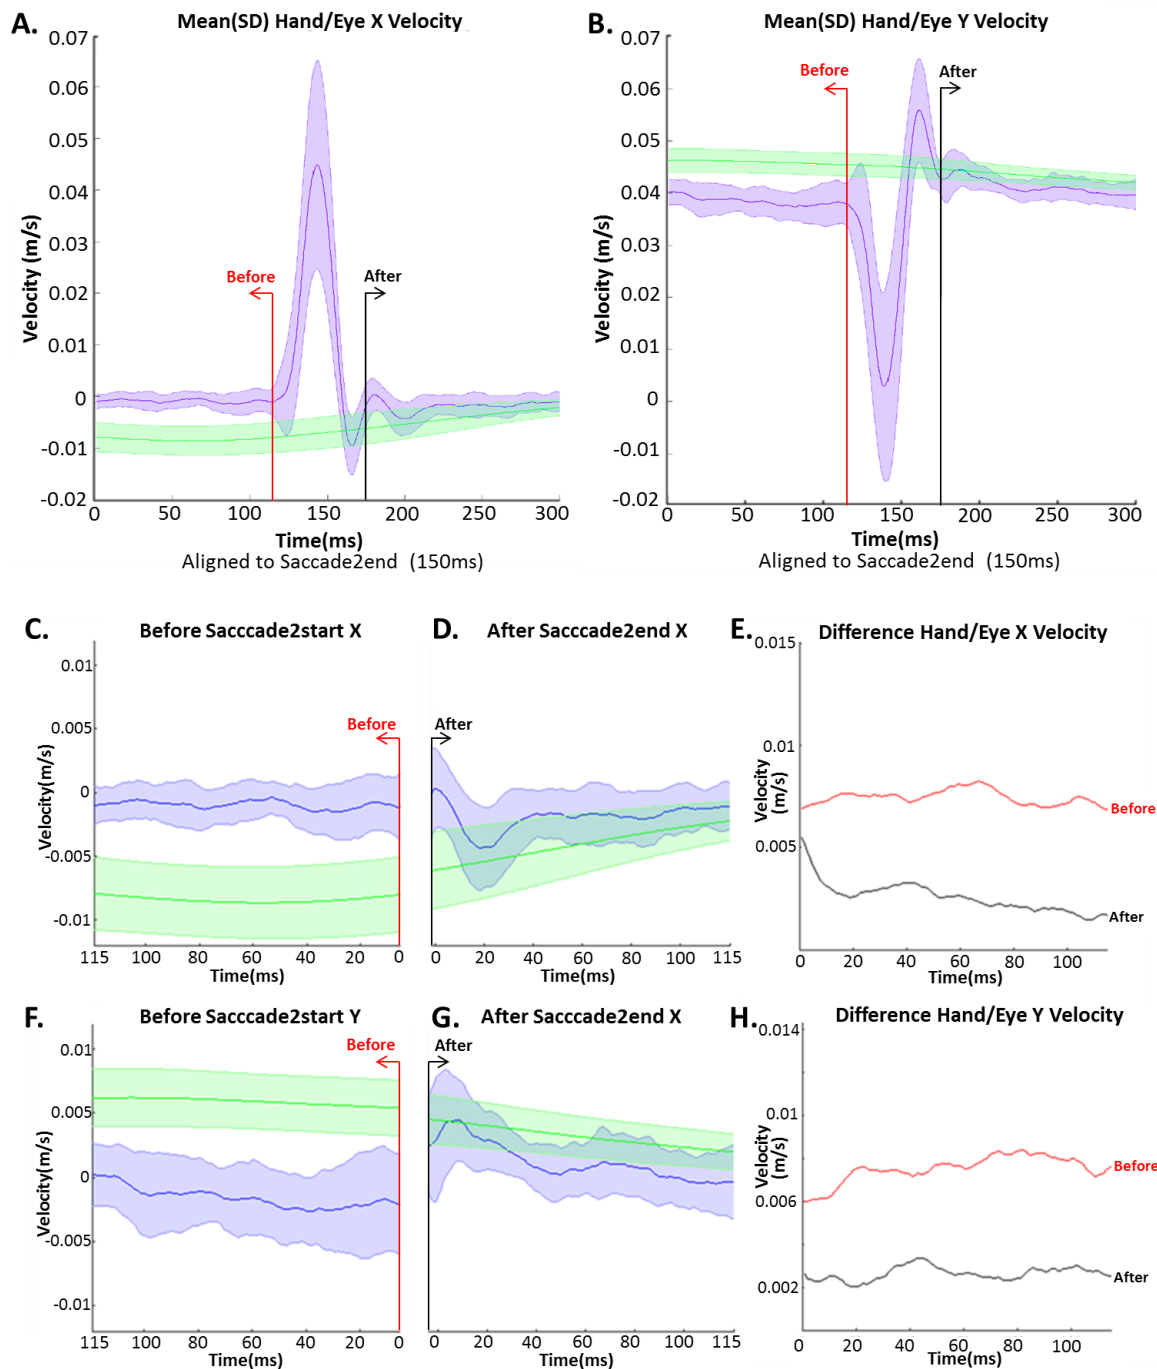 A.
Mean(SD) Hand/Eye X Velocity
0.07
0.06
0.05
0.04
0.03
0.02
0.01
0
-0.01
-0.02
Velocity (m/s)
Before
After
0 50 100 150 200 250 300
Time(ms)
Aligned to Saccade2end (150ms)
B.
Mean(SD) Hand/Eye Y Velocity
0.07
0.06
0.05
0.04
0.03
0.02
0.01
0
-0.01
-0.02
Velocity (m/s)
Before
After
0 50 100 150 200 250 300
Time(ms)
Aligned to Saccade2end (150ms)
C.
Before Sacccade2start X
0.01
0.005
0
-0.005
-0.01
Velocity(m/s)
Before
115 100 80 60 40 20 0
Time(ms)
D.
After Sacccade2end X
After
0 20 40 60 80 100 115
Time(ms)
E.
Difference Hand/Eye X Velocity
0.015
0.01
0.005
Velocity
(m/s)
Before
After
0 20 40 60 80 100
Time(ms)
F.
Before Sacccade2start Y
0.01
0.005
0
-0.005
-0.01
Velocity(m/s)
Before
115 100 80 60 40 20 0
Time(ms)
G.
After Sacccade2end X
After
0 20 40 60 80 100 115
Time(ms)
H.
Difference Hand/Eye Y Velocity
0.014
0.01
0.006
0.002
Velocity
(m/s)
Before
After
0 20 40 60 80 100
Time(ms)